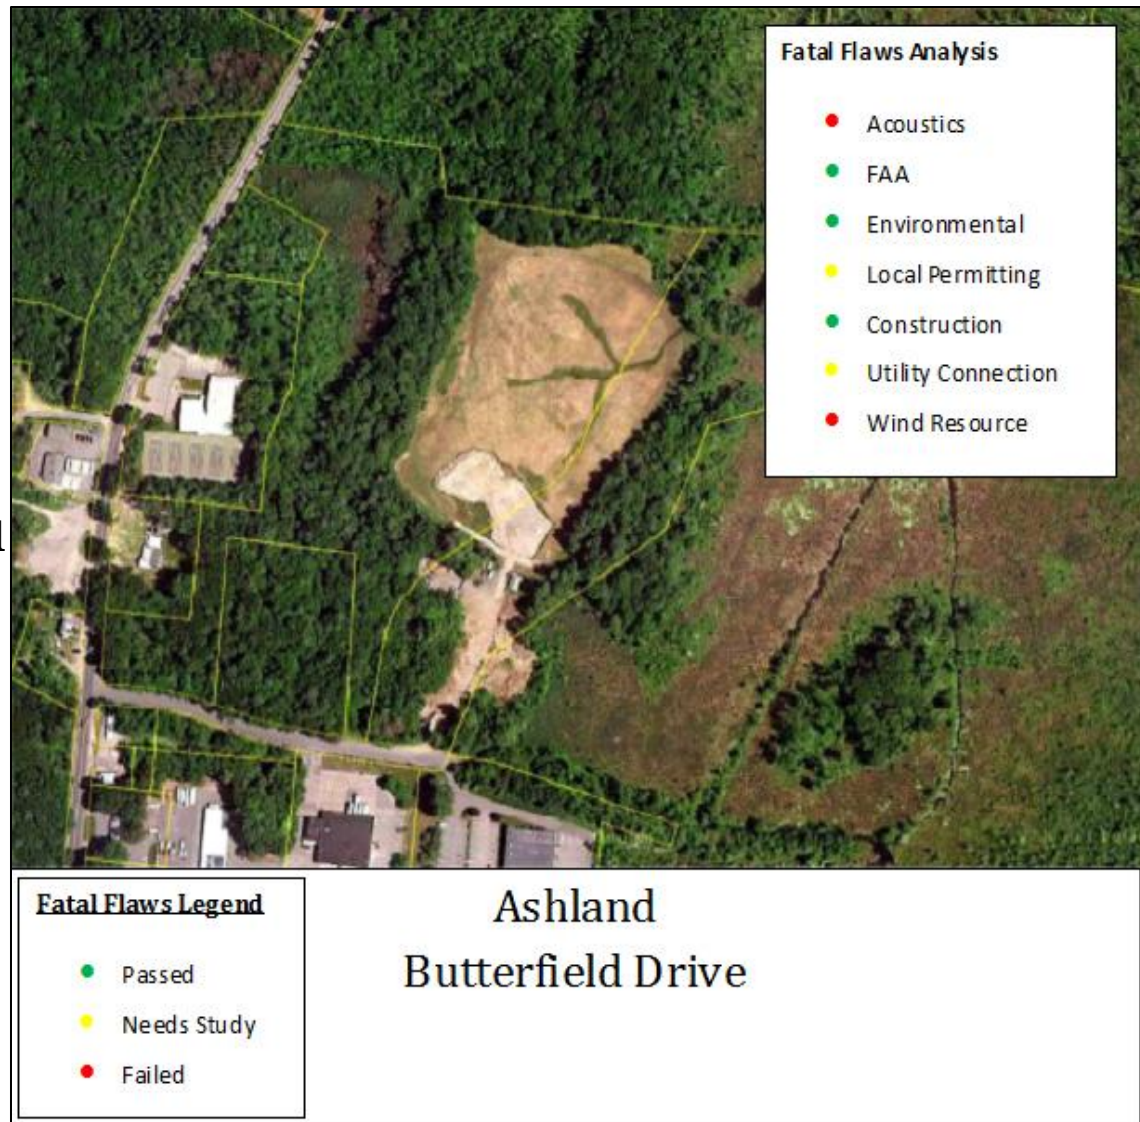 Fatal Flaws Analysis
Acoustics
FAA
Environmental
Local Permitting
Construction
Utility Connection
Wind Resource
Fatal Flaws Legend
Passed
Needs Study
Failed
Ashland
Butterfield Drive